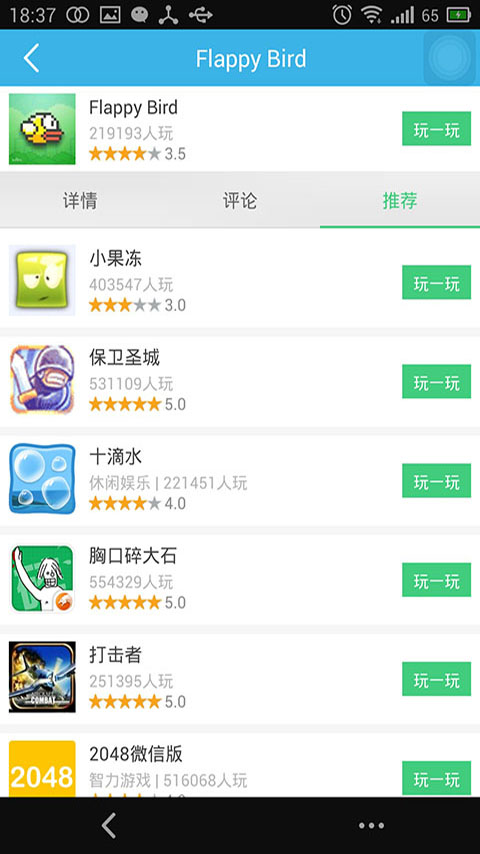 18:37
65
Flappy Bird
Flappy Bird
219193人玩
3.5
玩一玩
详情
评论
推荐
小果冻
403547人玩
3.0
玩一玩
保卫圣城
531109人玩
5.0
玩一玩
十滴水
休闲娱乐 | 221451人玩
4.0
玩一玩
胸口碎大石
554329人玩
5.0
玩一玩
打击者
COMBAT
251395人玩
5.0
玩一玩
2048
2048微信版
智力游戏 | 516068人玩
玩一玩